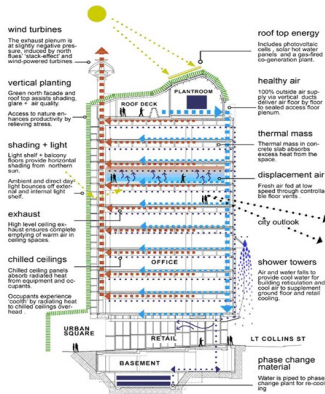 wind turbines
The exhaust plenum is
at slightly negative pres-
sure, induced by north
flues' 'stack-effect' and
wind-powered turbines.
vertical planting
Green north facade and
roof top assists shading,
glare + air quality.
Access to nature en-
hances productivity by
relieving stress.
shading + light
Light shelf + balcony
floors provide horizontal
shading from northern
sun.
Ambient and direct day-
light bounces off exter-
nal and internal light
shelf.
exhaust
High level ceiling ex-
haust ensures complete
emptying of warm air in
ceiling spaces.
chilled ceilings
Chilled ceiling panels
absorb radiated heat
from equipment and oc-
cupants.
Occupants experience
'cooth' by radiating heat
to chilled ceilings over-
head.
roof top energy
Includes photovoltaic
cells, solar hot water
panels and a gas-fired
co-generation plant.
healthy air
100% outside air sup-
ply via vertical ducts
deliver air floor by floor
to sealed access floor
plenum.
thermal mass
Thermal mass in con-
crete slab absorbs
excess heat from the
space.
displacement air
Fresh air fed at low
speed through controlla-
ble floor vents.
city outlook
shower towers
Air and water falls to
provide cool water for
building reticulation and
cool air to supplement
ground floor and retail
cooling.
LT COLLINS ST
phase change
material
Water is piped to phase
change plant for re-cool-
ing
ROOF DECK
PLANTROOM
OFFICE
URBAN
SQUARE
RETAIL
BASEMENT